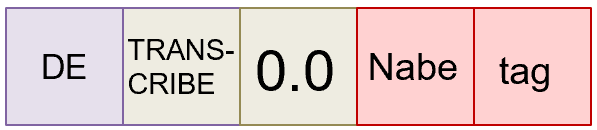 DE
TRANS-
CRIBE
0.0
Nabe
tag